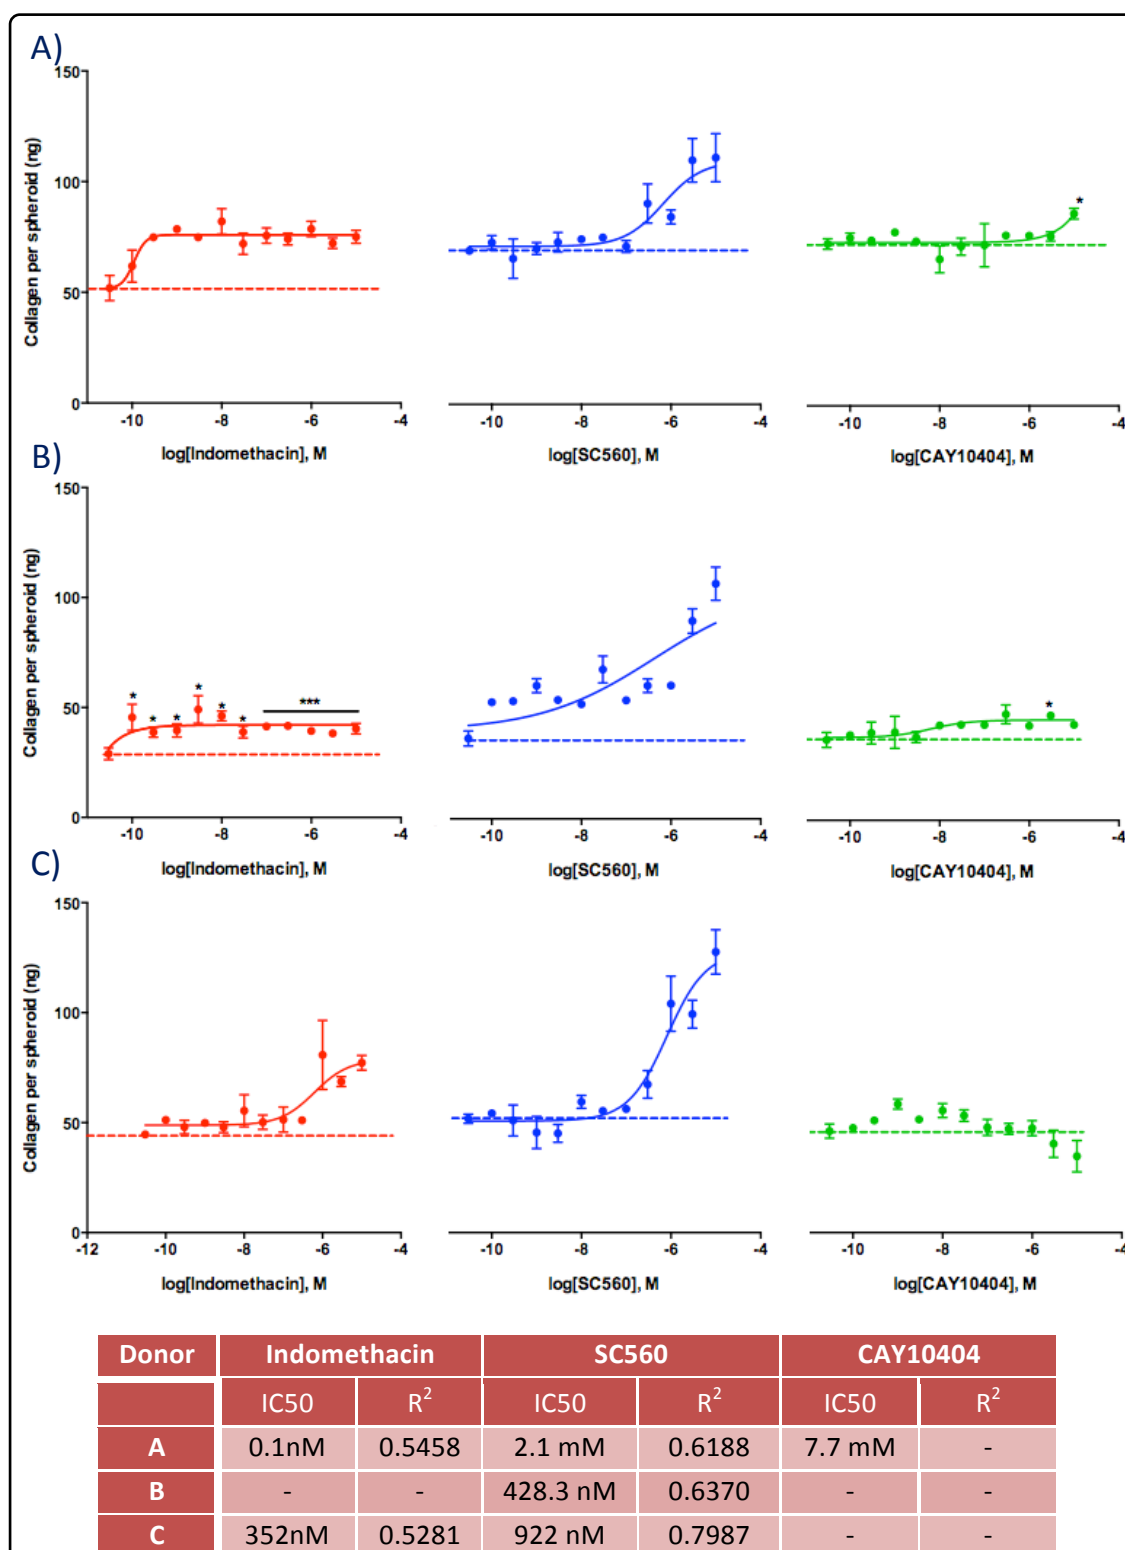 A)
150
100
50
0
Collagen per spheroid (ng)
-10 -8 -6 -4
-10 -8 -6 -4
-10 -8 -6 -4
*
log[Indomethacin], M
log[SC560], M
log[CAY10404], M
B)
150
100
50
0
Collagen per spheroid (ng)
* * * * * * ***
*
-10 -8 -6 -4
-10 -8 -6 -4
-10 -8 -6 -4
log[Indomethacin], M
log[SC560], M
log[CAY10404], M
C)
150
100
50
0
Collagen per spheroid (ng)
-12 -10 -8 -6 -4
-10 -8 -6 -4
-10 -8 -6 -4
log[Indomethacin], M
log[SC560], M
log[CAY10404], M
Donor Indomethacin SC560 CAY10404
IC50 R² IC50 R² IC50 R²
A 0.1nM 0.5458 2.1 mM 0.6188 7.7 mM -
B - - 428.3 nM 0.6370 - -
C 352nM 0.5281 922 nM 0.7987 - -